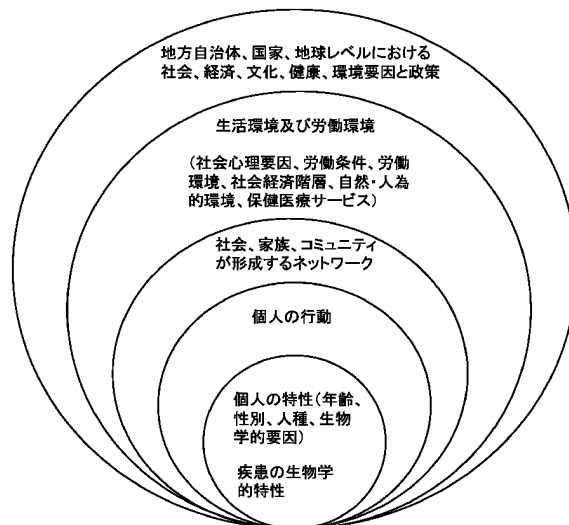 地方自治体、国家、地球レベルにおける
社会、経済、文化、健康、環境要因と政策
生活環境及び労働環境
（社会心理要因、労働条件、労働
環境、社会経済階層、自然・人為
的環境、保健医療サービス）
社会、家族、コミュニティ
が形成するネットワーク
個人の行動
個人の特性（年齢、
性別、人種、生物
学的要因）
疾患の生物学
的特性